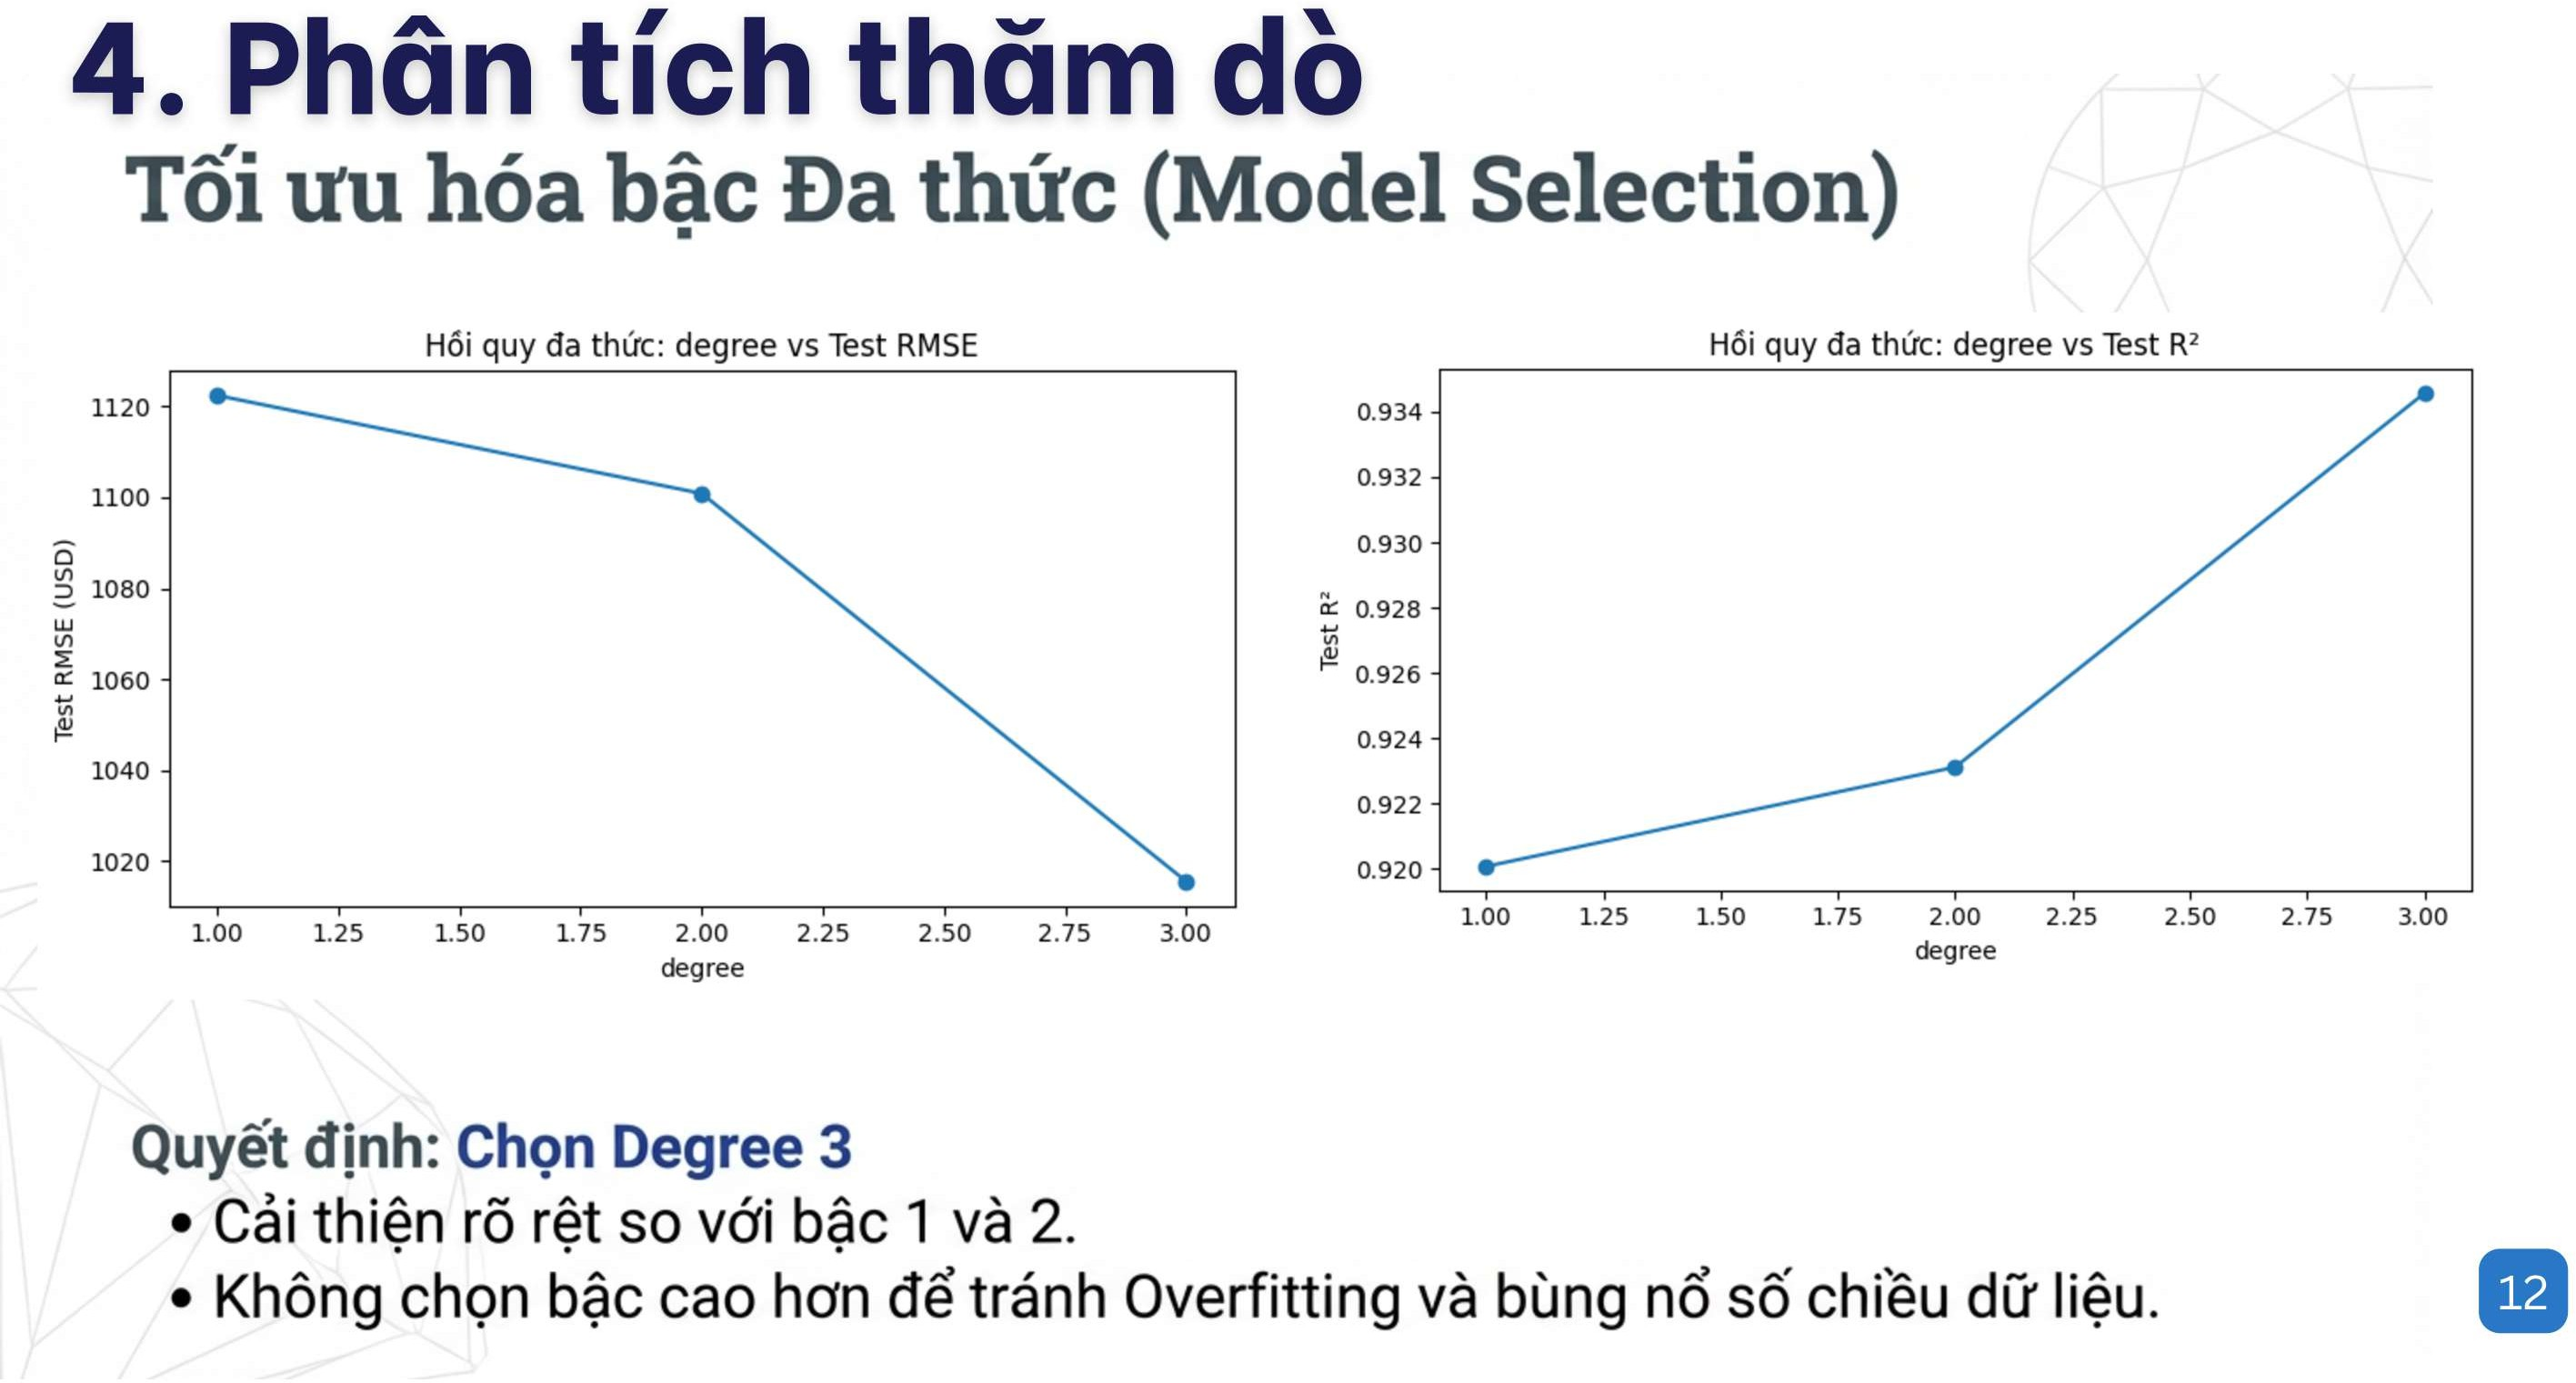 4. Phân tích thăm dò
Tối ưu hóa bậc Đa thức (Model Selection)
Hồi quy đa thức: degree vs Test RMSE
1120
1100
1080
1060
1040
1020
Test RMSE (USD)
1.00 1.25 1.50 1.75 2.00 2.25 2.50 2.75 3.00
degree
Hồi quy đa thức: degree vs Test R²
0.934
0.932
0.930
0.928
0.926
0.924
0.922
0.920
Test R²
1.00 1.25 1.50 1.75 2.00 2.25 2.50 2.75 3.00
degree
Quyết định: Chọn Degree 3
• Cải thiện rõ rệt so với bậc 1 và 2.
• Không chọn bậc cao hơn để tránh Overfitting và bùng nổ số chiều dữ liệu.
12